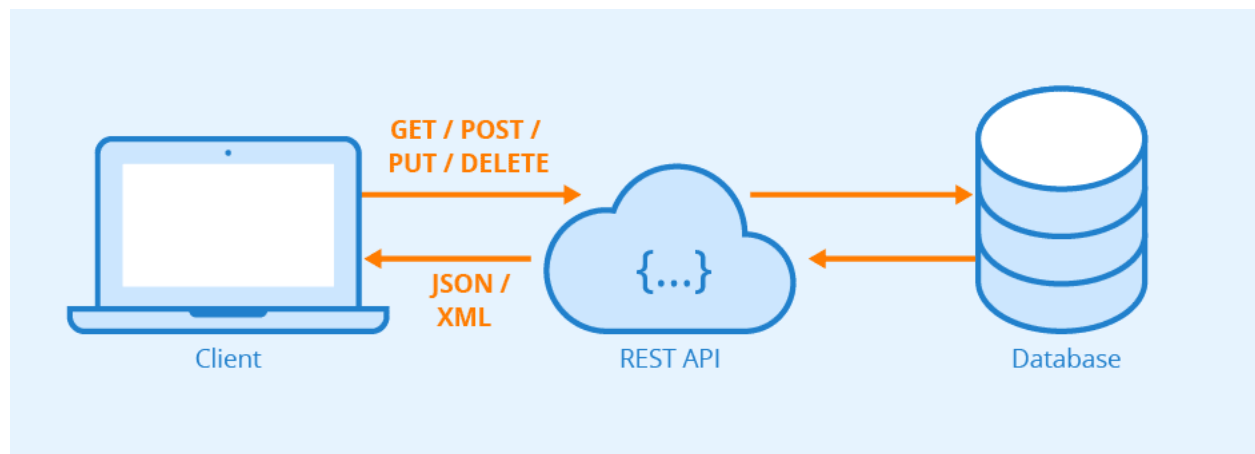 GET / POST /
PUT / DELETE
{...}
JSON /
XML
Client
REST API
Database